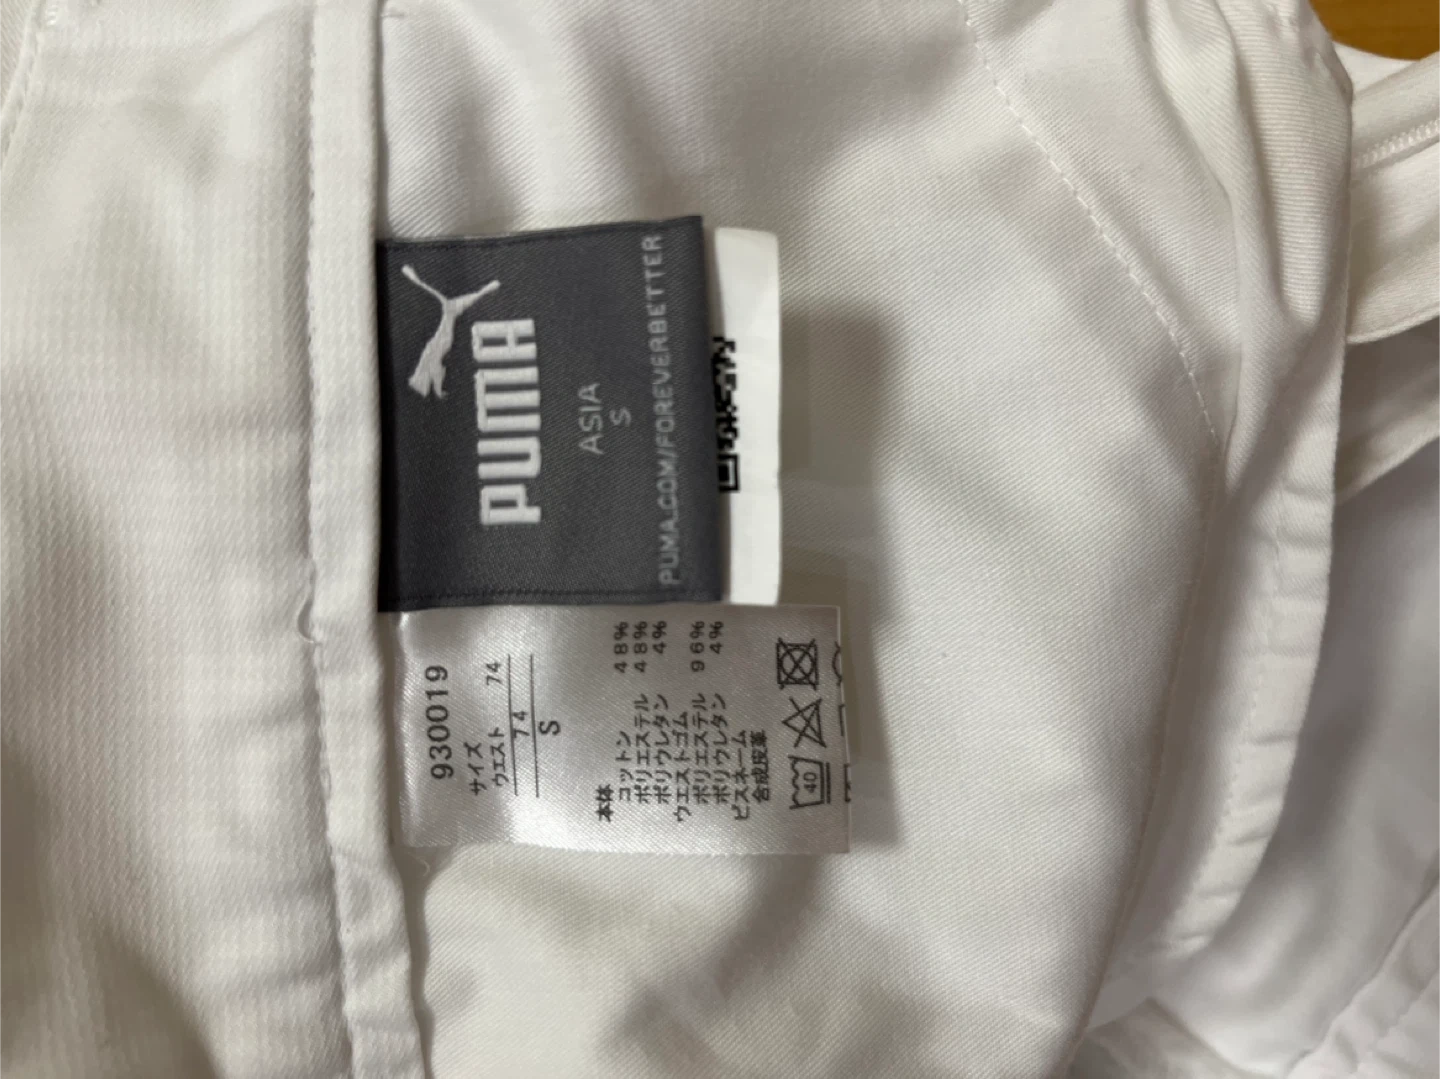 PUMA
ASIA
S
PUMA.COM/FOREVERBETTER
930019
サイズ
ウエスト 74
74
S
本体
コットン 48%
ポリエステル 48%
ポリウレタン 4%
ウエストゴム
ポリエステル 96%
ポリウレタン 4%
ピスネーム
合成皮革
40